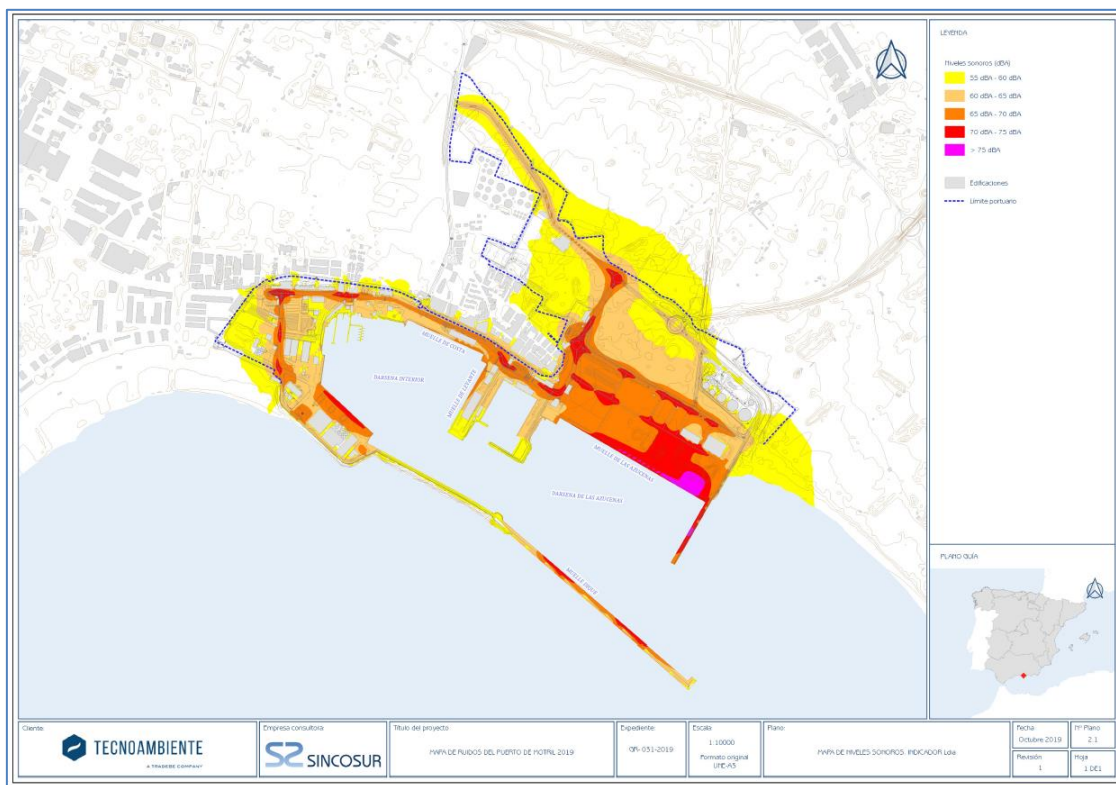 LEYENDA
Niveles sonoros (dBA)
55 dBA - 60 dBA
60 dBA - 65 dBA
65 dBA - 70 dBA
70 dBA - 75 dBA
> 75 dBA
Edificaciones
Límite portuario
MUELLE DE COSTA
DARSENA INTERIOR
MUELLE DE LEVANTE
MUELLE DE LAS AZUCENAS
DARSENA DE LAS AZUCENAS
MUELLE DIQUE
PLANO GUÍA
Cliente:
TECNOAMBIENTE
A TRADEBE COMPANY
Empresa consultora:
SINCOSUR
Título del proyecto:
MAPA DE RUIDOS DEL PUERTO DE MOTRIL 2019
Expediente:
GR- 051-2019
Escala:
1:10000
Formato original
UNE-A3
Plano:
MAPA DE NIVELES SONOROS. INDICADOR Ldía
Fecha:
Octubre 2019
Nº Plano
2.1
Revisión
1
Hoja
1 DE1